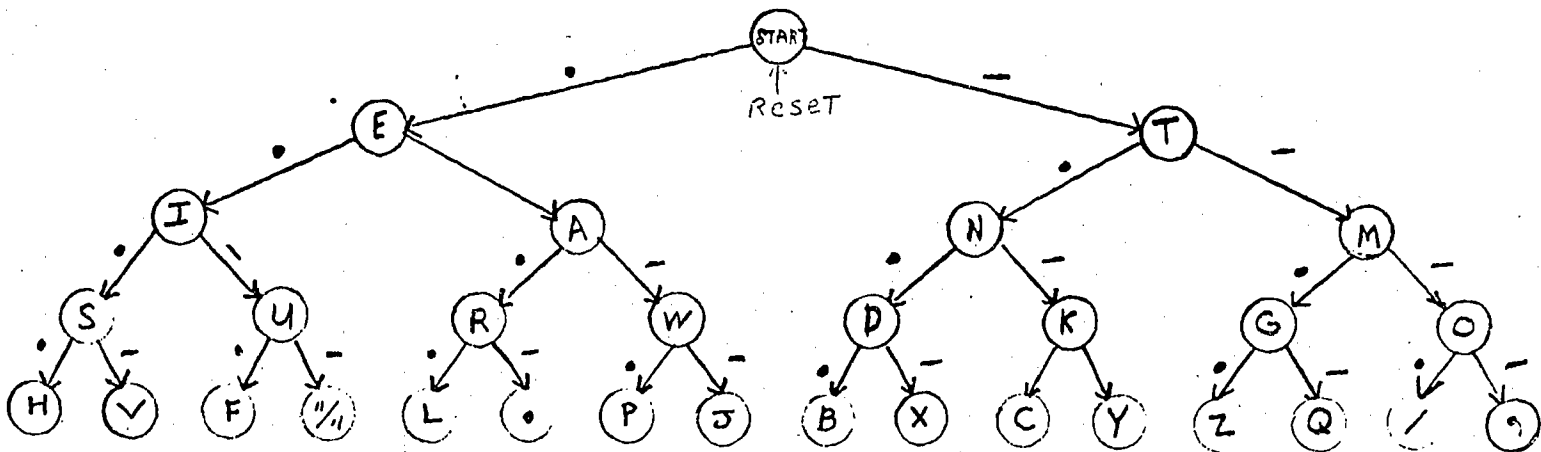 START
• —
Reset
E T
• • —
I A N M
• – • — • — • —
S U R W D K G O
• – • – • – • – • – • – • –
H V F "/" L • P J B X C Y Z Q / ,